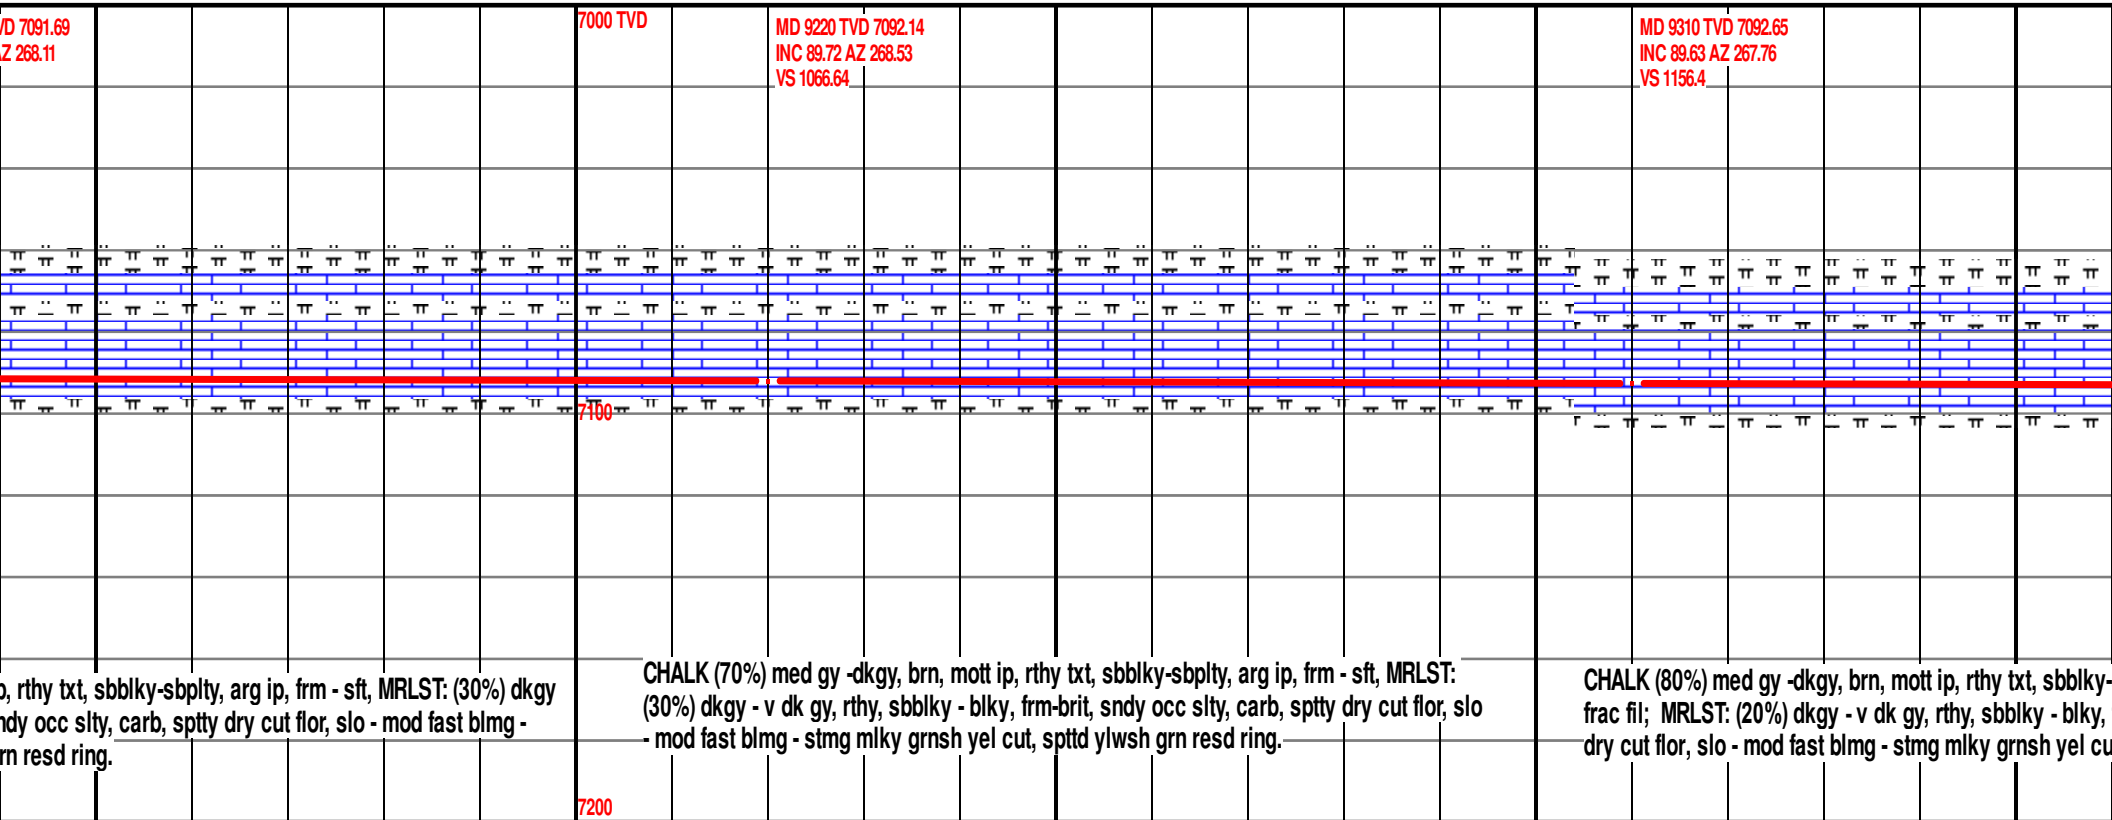 VD 7091.69
AZ 268.11
7000 TVD
MD 9220 TVD 7092.14
INC 89.72 AZ 268.53
VS 1066.64
MD 9310 TVD 7092.65
INC 89.63 AZ 267.76
VS 1156.4
7100
, rthy txt, sbblky-sbplty, arg ip, frm - sft, MRLST: (30%) dkgy
ndy occ slty, carb, sptty dry cut flor, slo - mod fast blmg -
rn resd ring.
CHALK (70%) med gy -dkgy, brn, mott ip, rthy txt, sbblky-sbplty, arg ip, frm - sft, MRLST:
(30%) dkgy - v dk gy, rthy, sbblky - blky, frm-brit, sndy occ slty, carb, sptty dry cut flor, slo
- mod fast blmg - stmg mlky grnsh yel cut, spttd ylwsh grn resd ring.
CHALK (80%) med gy -dkgy, brn, mott ip, rthy txt, sbblky-
frac fil; MRLST: (20%) dkgy - v dk gy, rthy, sbblky - blky,
dry cut flor, slo - mod fast blmg - stmg mlky grnsh yel cu
7200